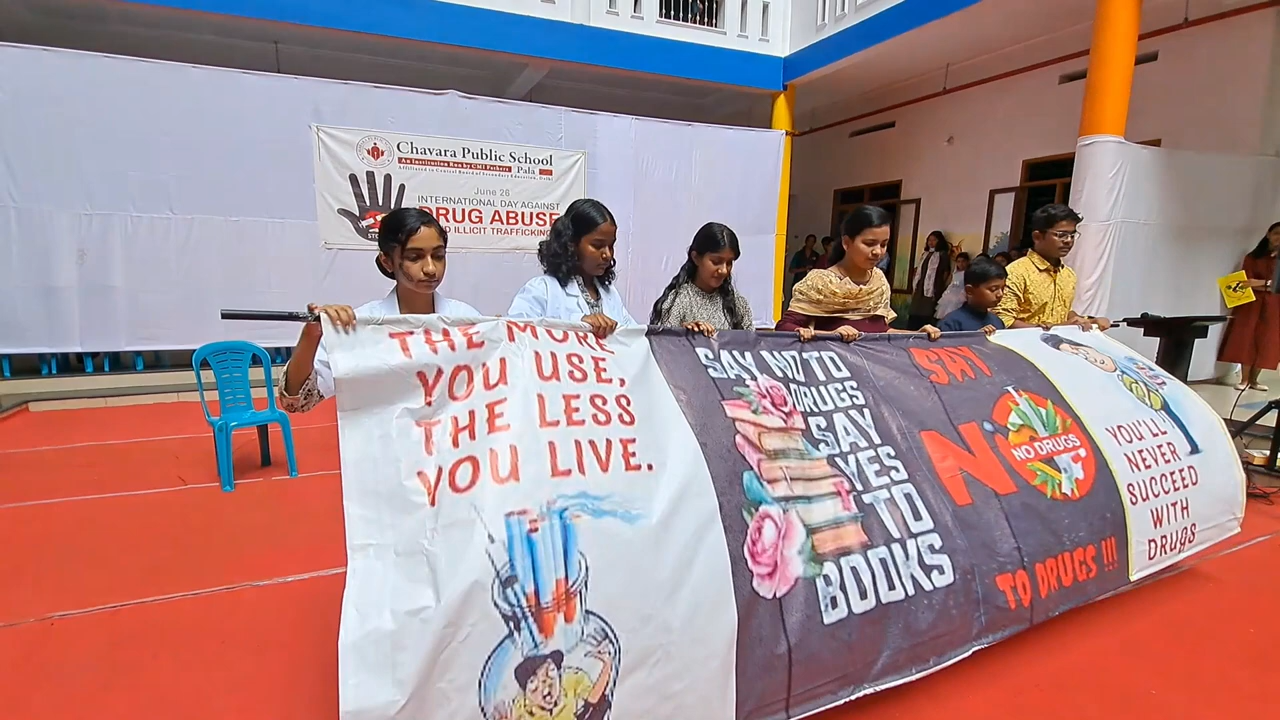 Chavara Public School
An Institution Run by CMI Fathers
Pala
Affiliated to Central Board of Secondary Education, Delhi
June 26
INTERNATIONAL DAY AGAINST
DRUG ABUSE
ILLICIT TRAFFICKING
THE MORE
YOU USE,
THE LESS
YOU LIVE.
SAY NO TO
DRUGS
SAY
YES
TO
BOOKS
SAY
NO
NO DRUGS
TO DRUGS !!!
YOU'LL
NEVER
SUCCEED
WITH
DRUGS